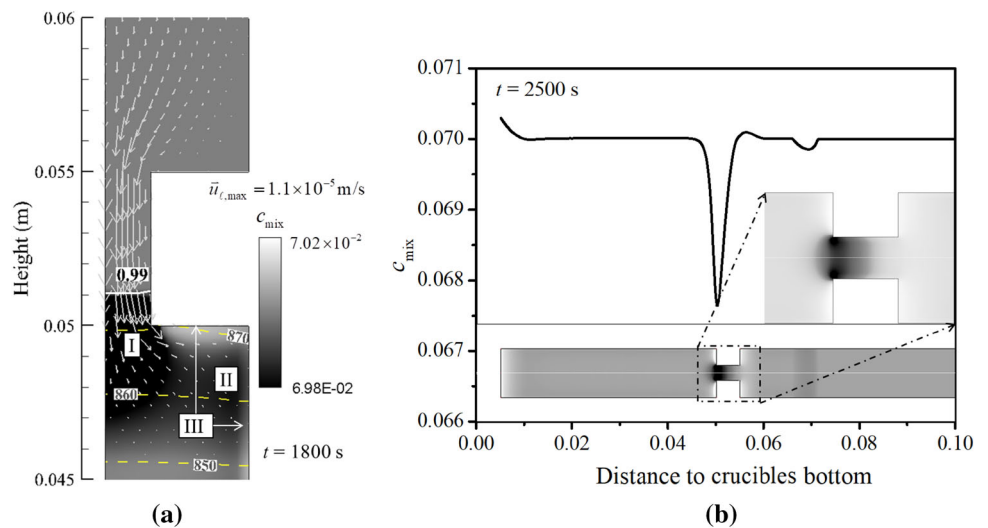 0.06
0.055
0.05
0.045
Height (m)
0.99
I
II
III
870
860
850
ū_{ℓ,max} = 1.1×10⁻⁵ m/s
c_mix
7.02×10⁻²
6.98E-02
t = 1800 s
(a)
0.071
0.070
0.069
0.068
0.067
0.066
c_mix
t = 2500 s
0.00
0.02
0.04
0.06
0.08
0.10
Distance to crucibles bottom
(b)